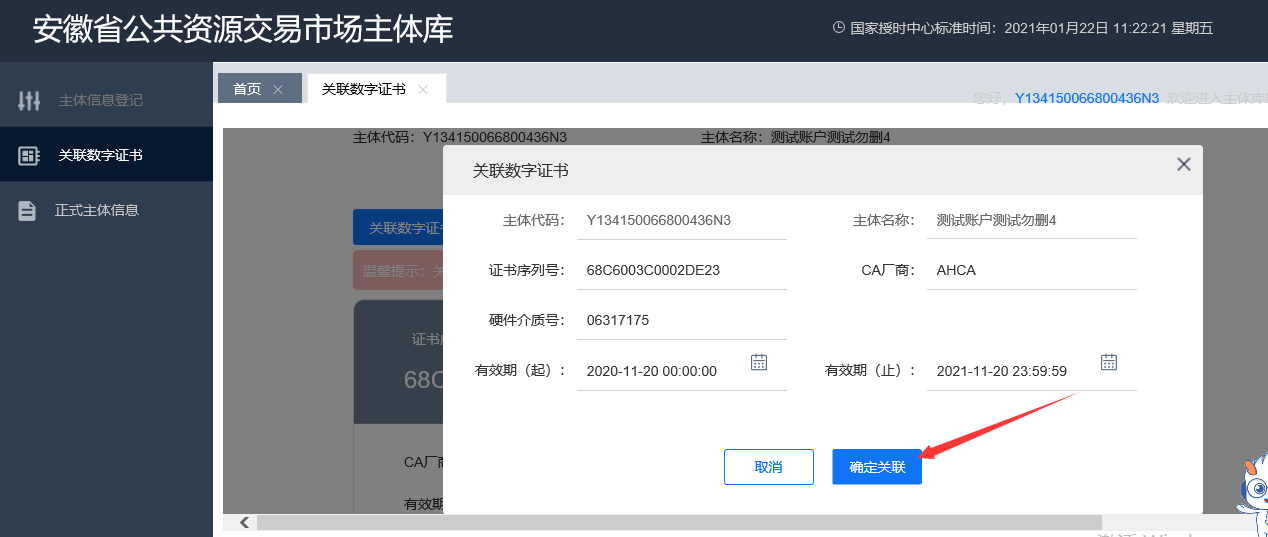 安徽省公共资源交易市场主体库
国家授时中心标准时间：2021年01月22日 11:22:21 星期五
主体信息登记
关联数字证书
正式主体信息
首页
关联数字证书
您好，Y134150066800436N3 欢迎进入主体库
主体代码：Y134150066800436N3 主体名称：测试账户测试勿删4
关联数字证
温馨提示：关
证书
68C
CA厂商
有效期
关联数字证书
主体代码： Y134150066800436N3 主体名称： 测试账户测试勿删4
证书序列号： 68C6003C0002DE23 CA厂商： AHCA
硬件介质号： 06317175
有效期（起）： 2020-11-20 00:00:00 有效期（止）： 2021-11-20 23:59:59
取消 确定关联